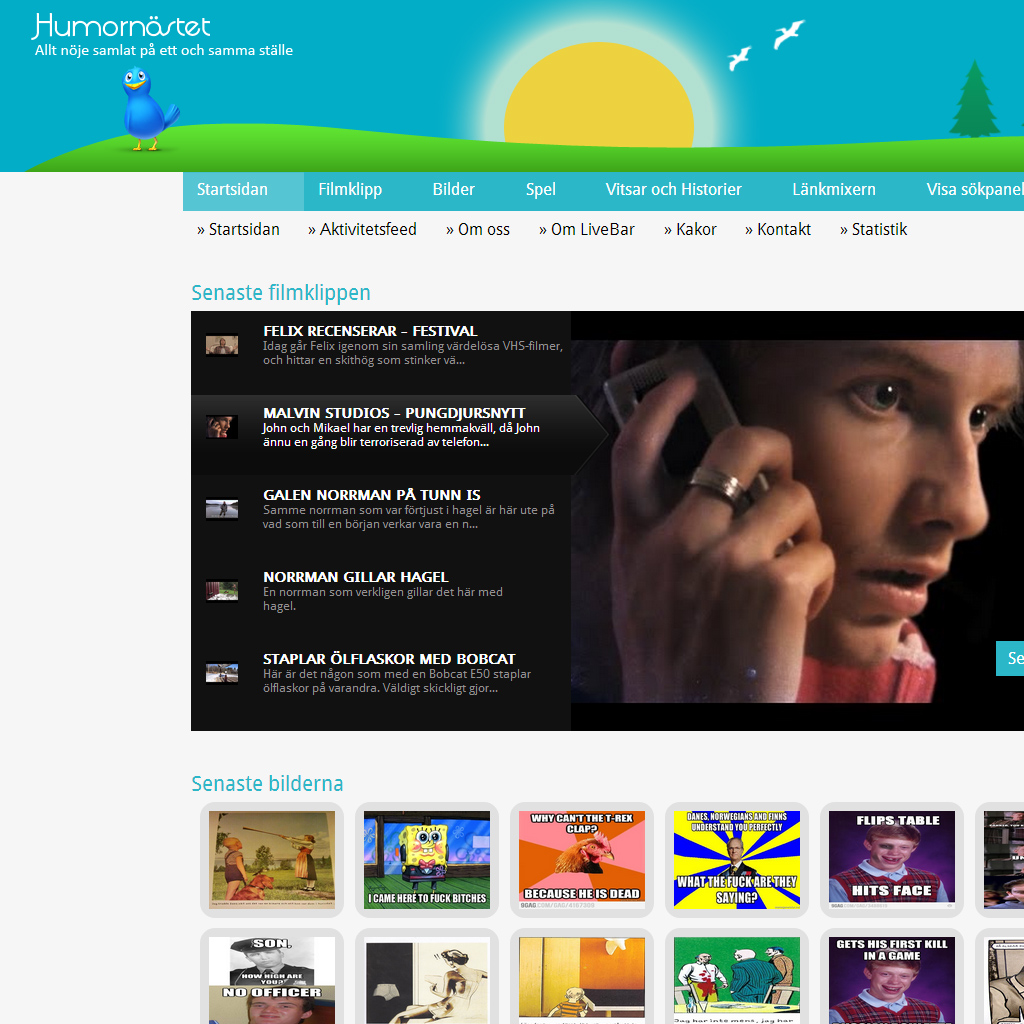 Humornästet
Allt nöje samlat på ett och samma ställe
Startsidan Filmklipp Bilder Spel Vitsar och Historier Länkmixern Visa sökpanel
» Startsidan » Aktivitetsfeed » Om oss » Om LiveBar » Kakor » Kontakt » Statistik
Senaste filmklippen
FELIX RECENSERAR – FESTIVAL
Idag går Felix igenom sin samling värdelösa VHS-filmer,
och hittar en skithög som stinker vä...
MALVIN STUDIOS – PUNGDJURSNYTT
John och Mikael har en trevlig hemmakväll, då John
ännu en gång blir terroriserad av telefon...
GALEN NORRMAN PÅ TUNN IS
Samme norrman som var förtjust i hagel är här ute på
vad som till en början verkar vara en n...
NORRMAN GILLAR HAGEL
En norrman som verkligen gillar det här med
hagel.
STAPLAR ÖLFLASKOR MED BOBCAT
Här är det någon som med en Bobcat E50 staplar
ölflaskor på varandra. Väldigt skickligt gjor...
Se
Senaste bilderna
I CAME HERE TO FUCK BITCHES
WHY CAN'T THE T-REX
CLAP?
BECAUSE HE IS DEAD
DANES, NORWEGIANS AND FINNS
UNDERSTAND YOU PERFECTLY
WHAT THE FUCK ARE THEY
SAYING?
FLIPS TABLE
HITS FACE
SON,
HOW HIGH ARE
YOU?
NO OFFICER
GETS HIS FIRST KILL
IN A GAME
Jag har inte mens, jag har